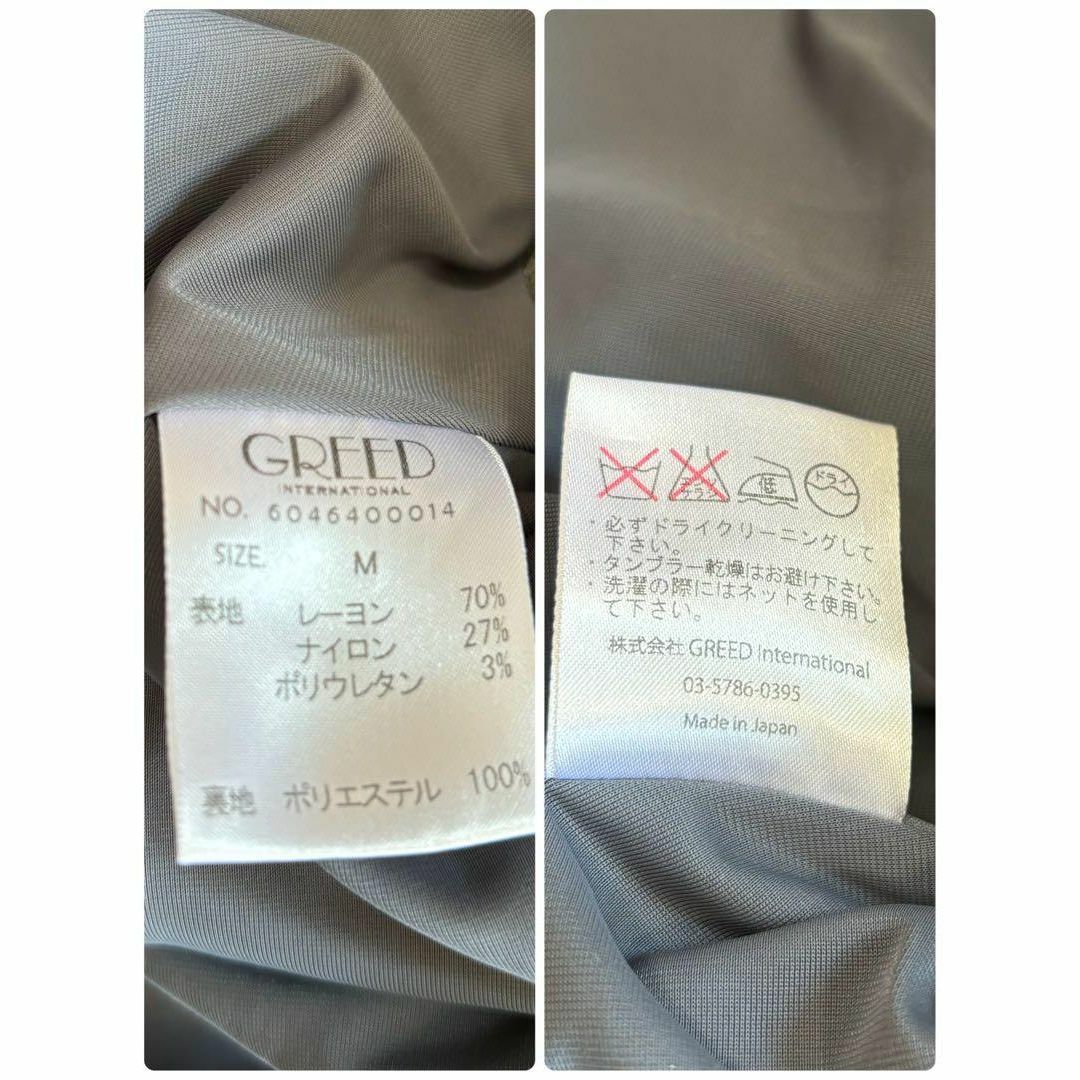 GREED
INTERNATIONAL
NO. 6046400014
SIZE. M
表地 レーヨン 70%
ナイロン 27%
ポリウレタン 3%
裏地 ポリエステル 100%
エンソ
低
ドライ
・必ずドライクリーニングして
下さい。
・タンブラー乾燥はお避け下さい。
・洗濯の際にはネットを使用し
て下さい。
株式会社 GREED International
03-5786-0395
Made in Japan